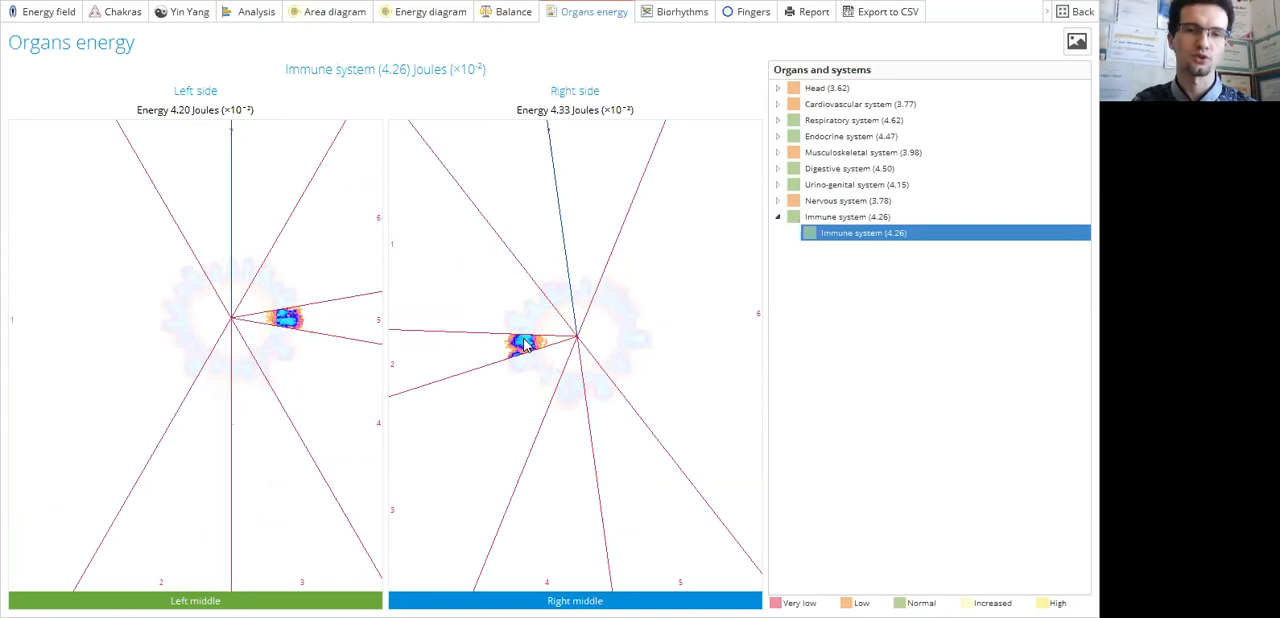 Energy field Chakras Yin Yang Analysis Area diagram Energy diagram Balance Organs energy Biorhythms Fingers Report Export to CSV Back
Organs energy
Immune system (4.26) Joules (×10⁻²)
Left side
Energy 4.20 Joules (×10⁻²)
Right side
Energy 4.33 Joules (×10⁻²)
7
6
1
5
4
2
3
7
1
6
2
3
4
5
Left middle
Right middle
Organs and systems
Head (3.62)
Cardiovascular system (3.77)
Respiratory system (4.62)
Endocrine system (4.47)
Musculoskeletal system (3.98)
Digestive system (4.50)
Urino-genital system (4.15)
Nervous system (3.78)
Immune system (4.26)
Immune system (4.26)
Very low Low Normal Increased High